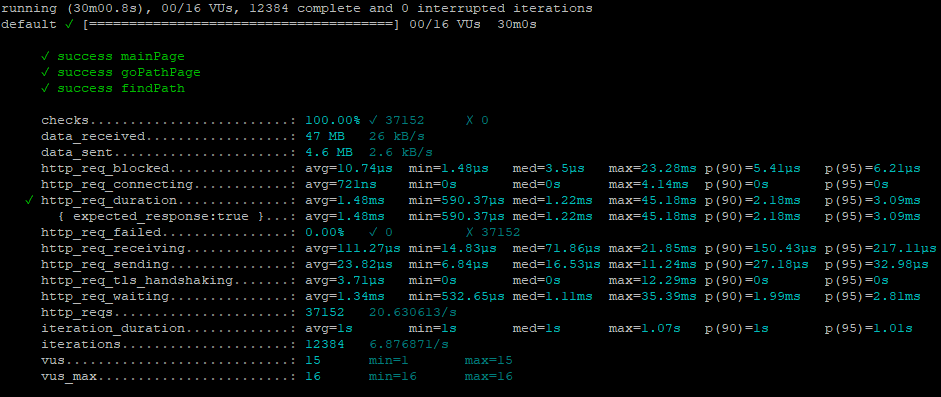 running (30m00.8s), 00/16 VUs, 12384 complete and 0 interrupted iterations
default ✓ [======================================] 00/16 VUs  30m0s

     ✓ success mainPage
     ✓ success goPathPage
     ✓ success findPath

     checks.........................: 100.00% ✓ 37152     ✗ 0
     data_received..................: 47 MB   26 kB/s
     data_sent......................: 4.6 MB  2.6 kB/s
     http_req_blocked...............: avg=10.74µs  min=1.48µs   med=3.5µs   max=23.28ms p(90)=5.41µs   p(95)=6.21µs
     http_req_connecting............: avg=721ns    min=0s       med=0s      max=4.14ms  p(90)=0s       p(95)=0s
   ✓ http_req_duration..............: avg=1.48ms   min=590.37µs med=1.22ms  max=45.18ms p(90)=2.18ms   p(95)=3.09ms
       { expected_response:true }...: avg=1.48ms   min=590.37µs med=1.22ms  max=45.18ms p(90)=2.18ms   p(95)=3.09ms
     http_req_failed................: 0.00%   ✓ 0         ✗ 37152
     http_req_receiving.............: avg=111.27µs min=14.83µs  med=71.86µs max=21.85ms p(90)=150.43µs p(95)=217.11µs
     http_req_sending...............: avg=23.82µs  min=6.84µs   med=16.53µs max=11.24ms p(90)=27.18µs  p(95)=32.98µs
     http_req_tls_handshaking.......: avg=3.71µs   min=0s       med=0s      max=12.29ms p(90)=0s       p(95)=0s
     http_req_waiting...............: avg=1.34ms   min=532.65µs med=1.11ms  max=35.39ms p(90)=1.99ms   p(95)=2.81ms
     http_reqs......................: 37152   20.630613/s
     iteration_duration.............: avg=1s       min=1s       med=1s      max=1.07s   p(90)=1s       p(95)=1.01s
     iterations.....................: 12384   6.876871/s
     vus............................: 15      min=1       max=15
     vus_max........................: 16      min=16      max=16